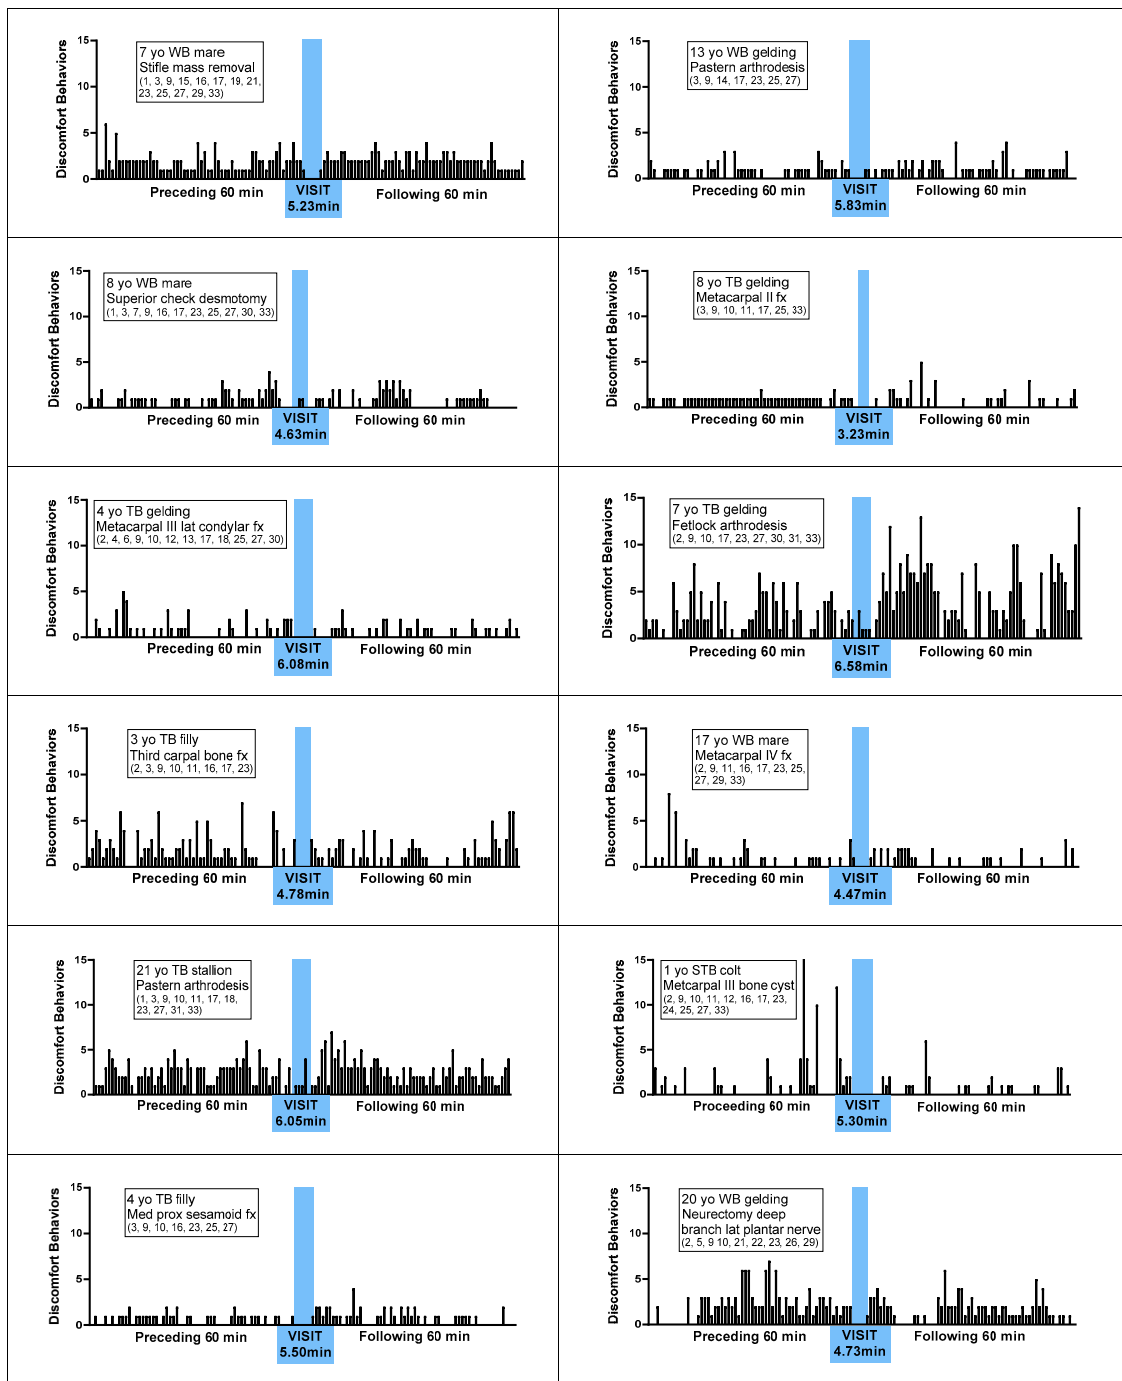 Discomfort Behaviors
15
10
5
0
7 yo WB mare
Stifle mass removal
(1, 3, 9, 15, 16, 17, 19, 21,
23, 25, 27, 29, 33)
Preceding 60 min
VISIT
5.23min
Following 60 min
Discomfort Behaviors
15
10
5
0
13 yo WB gelding
Pastern arthrodesis
(3, 9, 14, 17, 23, 25, 27)
Preceding 60 min
VISIT
5.83min
Following 60 min
Discomfort Behaviors
15
10
5
0
8 yo WB mare
Superior check desmotomy
(1, 3, 7, 9, 16, 17, 23, 25, 27, 30, 33)
Preceding 60 min
VISIT
4.63min
Following 60 min
Discomfort Behaviors
15
10
5
0
8 yo TB gelding
Metacarpal II fx
(3, 9, 10, 11, 17, 25, 33)
Preceding 60 min
VISIT
3.23min
Following 60 min
Discomfort Behaviors
15
10
5
0
4 yo TB gelding
Metacarpal III lat condylar fx
(2, 4, 6, 9, 10, 12, 13, 17, 18, 25, 27, 30)
Preceding 60 min
VISIT
6.08min
Following 60 min
Discomfort Behaviors
15
10
5
0
7 yo TB gelding
Fetlock arthrodesis
(2, 9, 10, 17, 23, 27, 30, 31, 33)
Preceding 60 min
VISIT
6.58min
Following 60 min
Discomfort Behaviors
15
10
5
0
3 yo TB filly
Third carpal bone fx
(2, 3, 9, 10, 11, 16, 17, 23)
Preceding 60 min
VISIT
4.78min
Following 60 min
Discomfort Behaviors
15
10
5
0
17 yo WB mare
Metacarpal IV fx
(2, 9, 11, 16, 17, 23, 25,
27, 29, 33)
Preceding 60 min
VISIT
4.47min
Following 60 min
Discomfort Behaviors
15
10
5
0
21 yo TB stallion
Pastern arthrodesis
(1, 3, 9, 10, 11, 17, 18,
23, 27, 31, 33)
Preceding 60 min
VISIT
6.05min
Following 60 min
Discomfort Behaviors
15
10
5
0
1 yo STB colt
Metcarpal III bone cyst
(2, 9, 10, 11, 12, 16, 17, 23,
24, 25, 27, 33)
Proceeding 60 min
VISIT
5.30min
Following 60 min
Discomfort Behaviors
15
10
5
0
4 yo TB filly
Med prox sesamoid fx
(3, 9, 10, 16, 23, 25, 27)
Preceding 60 min
VISIT
5.50min
Following 60 min
Discomfort Behaviors
15
10
5
0
20 yo WB gelding
Neurectomy deep
branch lat plantar nerve
(2, 5, 9 10, 21, 22, 23, 26, 29)
Preceding 60 min
VISIT
4.73min
Following 60 min